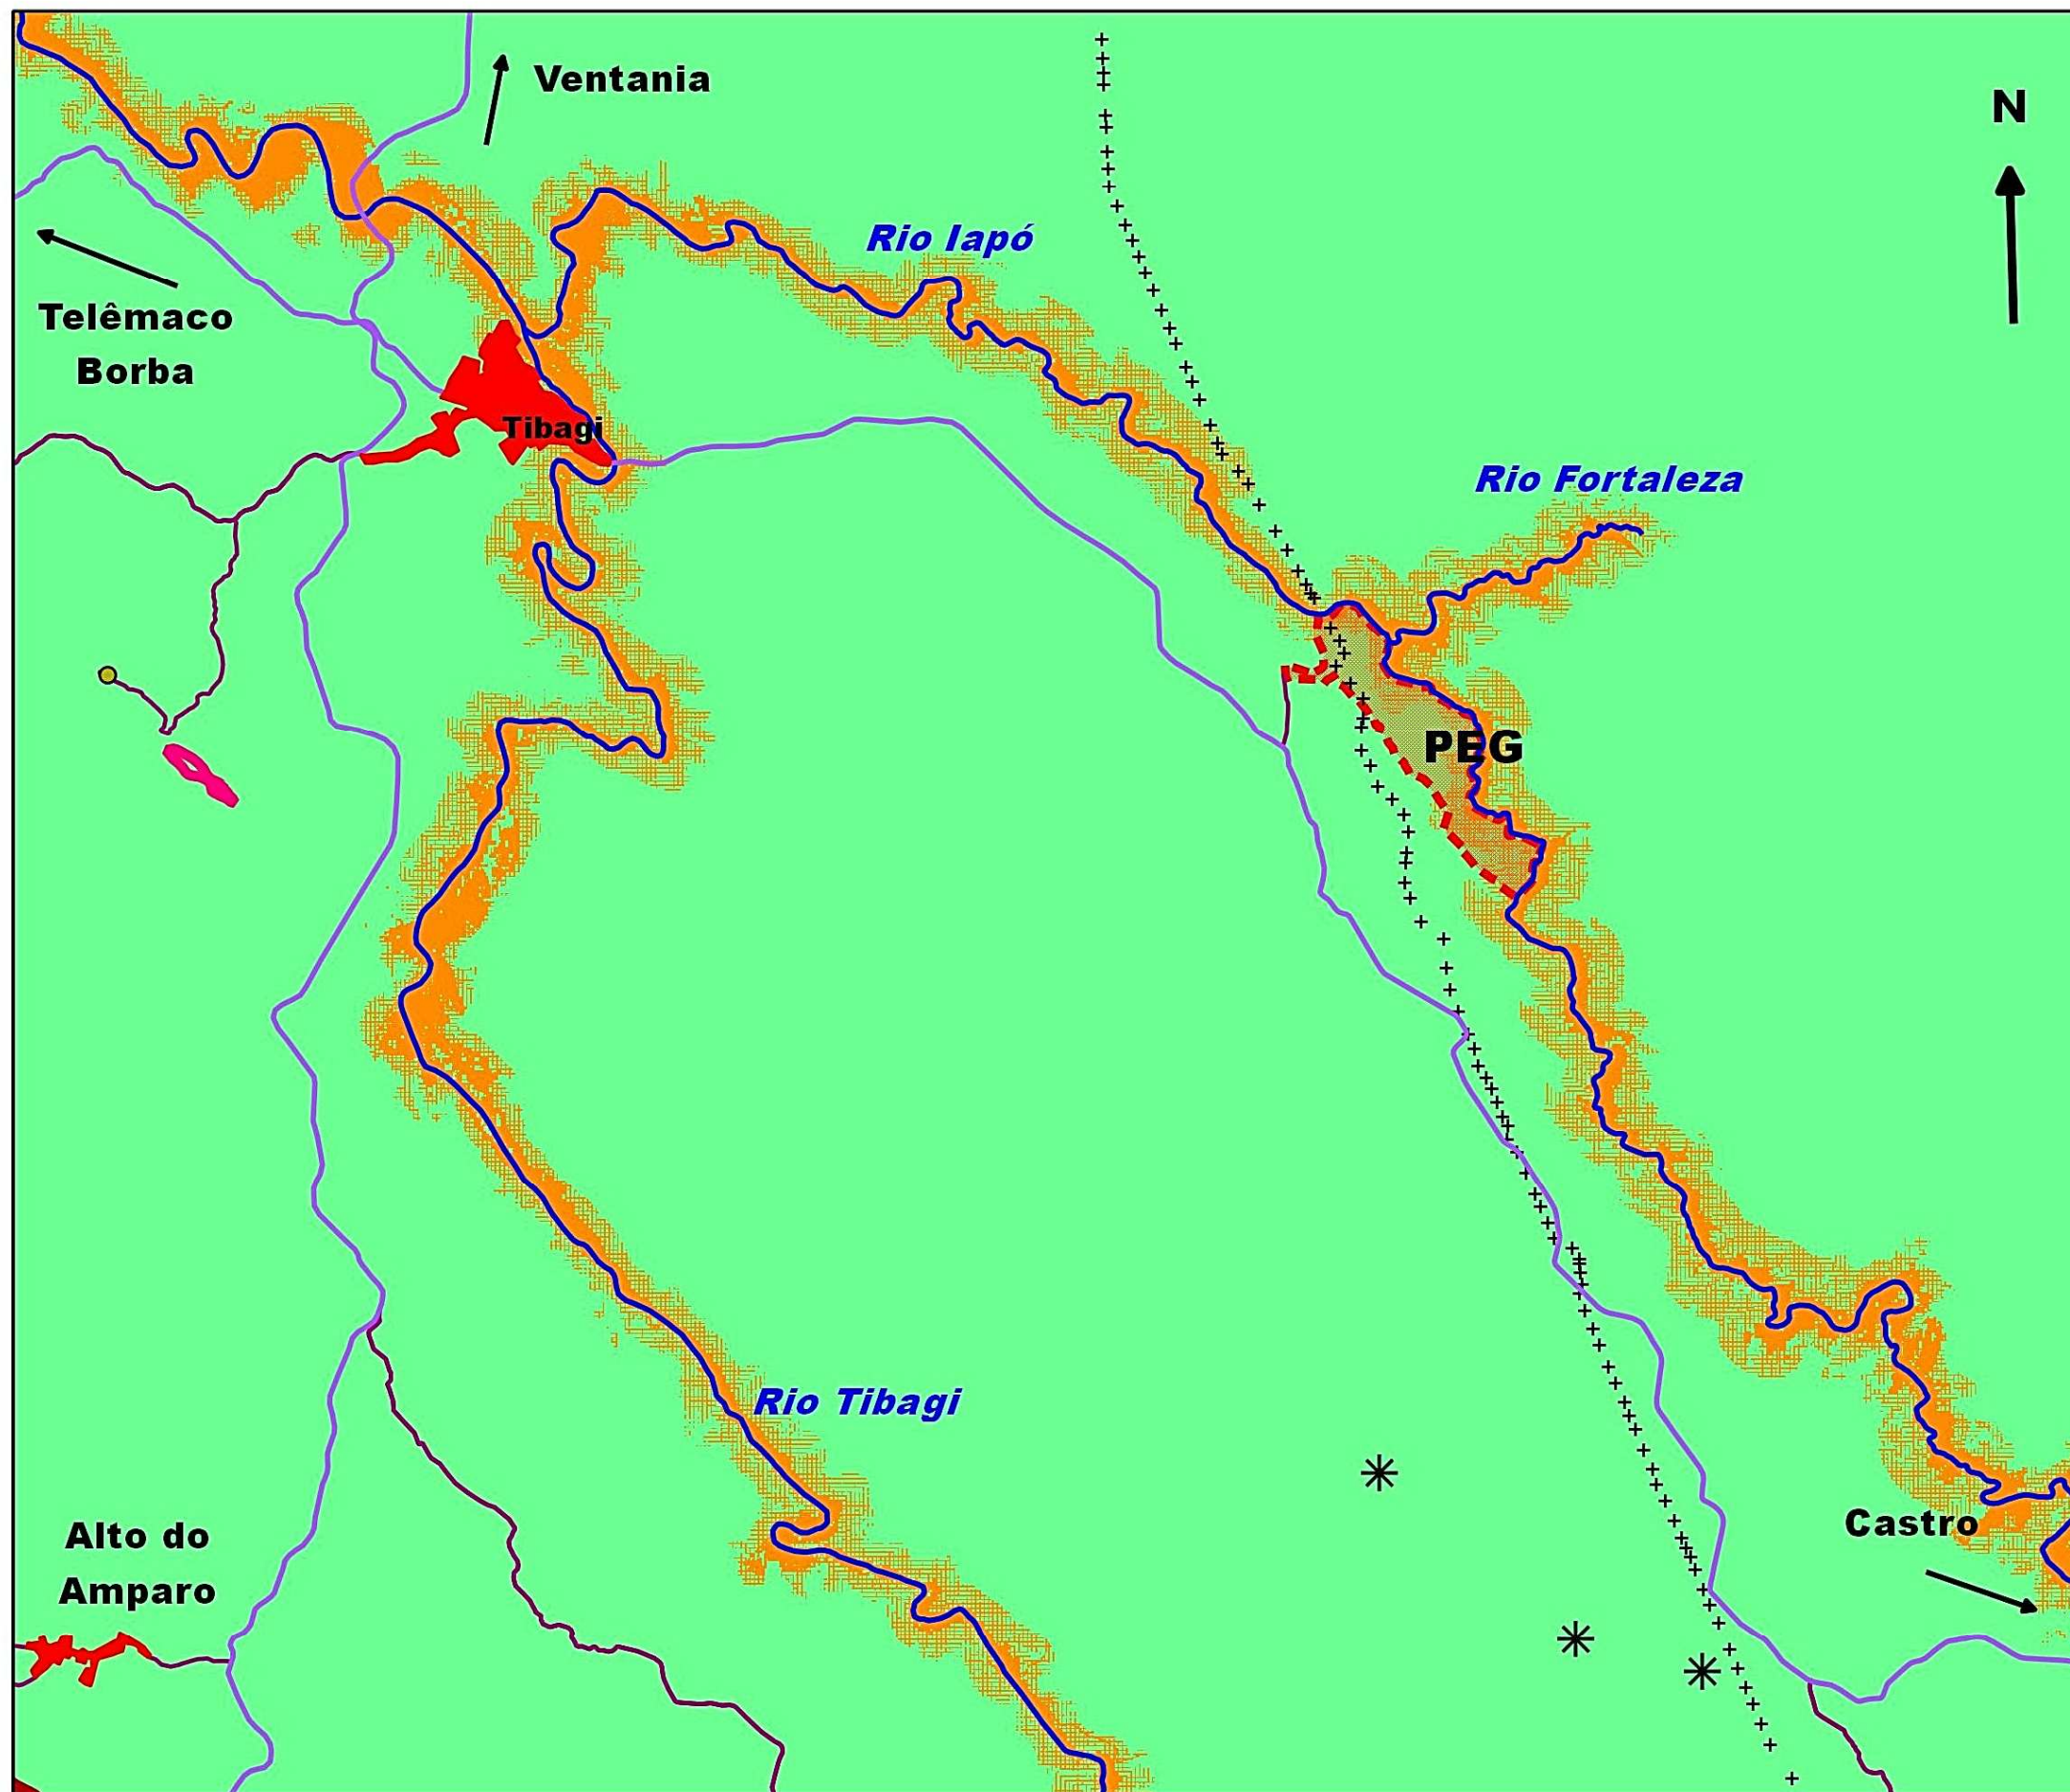 Ventania
N
Rio Iapó
Telêmaco
Borba
Tibagi
Rio Fortaleza
PEG
Rio Tibagi
Castro
Alto do
Amparo